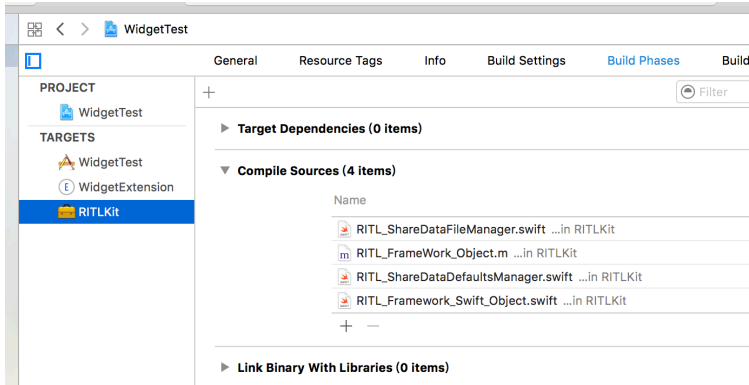 WidgetTest
General Resource Tags Info Build Settings Build Phases Build
PROJECT
WidgetTest
TARGETS
WidgetTest
E WidgetExtension
RITLKit
+ Filter
Target Dependencies (0 items)
Compile Sources (4 items)
Name
RITL_ShareDataFileManager.swift ...in RITLKit
m RITL_FrameWork_Object.m ...in RITLKit
RITL_ShareDataDefaultsManager.swift ...in RITLKit
RITL_Framework_Swift_Object.swift ...in RITLKit
+ −
Link Binary With Libraries (0 items)